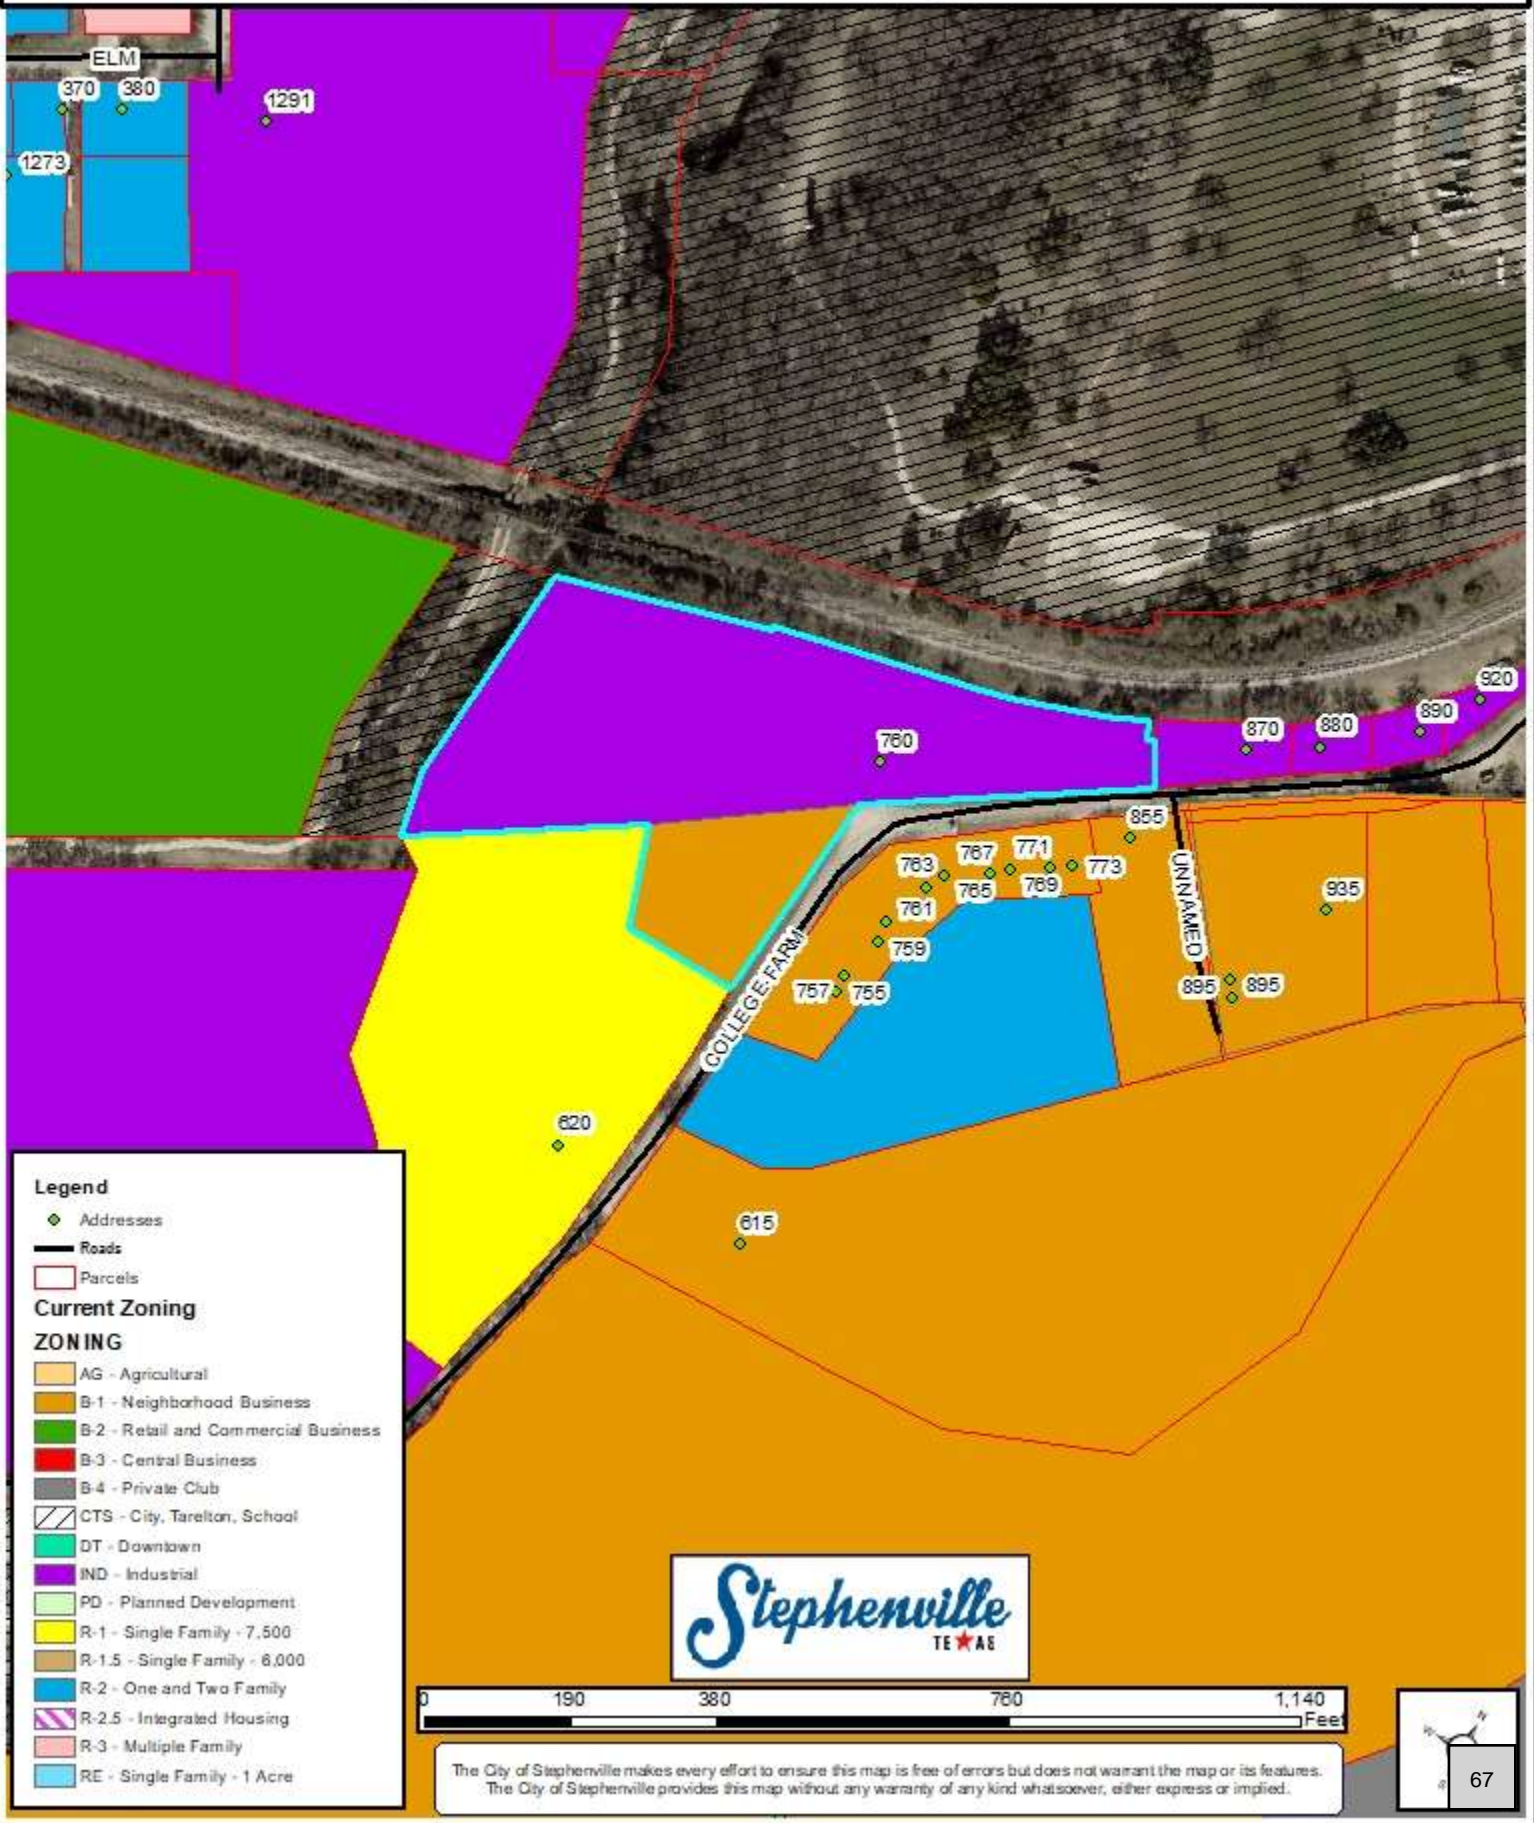 ELM
370
380
1291
1273
920
890
880
870
760
855
771
767
763
773
769
765
761
UNNAMED
935
759
COLLEGE FARM
757
755
895
895
620
615
Legend
Addresses
Roads
Parcels
Current Zoning
ZONING
AG - Agricultural
B-1 - Neighborhood Business
B-2 - Retail and Commercial Business
B-3 - Central Business
B-4 - Private Club
CTS - City, Tarelton, School
DT - Downtown
IND - Industrial
PD - Planned Development
R-1 - Single Family - 7,500
R-1.5 - Single Family - 6,000
R-2 - One and Two Family
R-2.5 - Integrated Housing
R-3 - Multiple Family
RE - Single Family - 1 Acre
Stephenville
TEXAS
0 190 380 760 1,140
Feet
The City of Stephenville makes every effort to ensure this map is free of errors but does not warrant the map or its features.
The City of Stephenville provides this map without any warranty of any kind whatsoever, either express or implied.
N
67